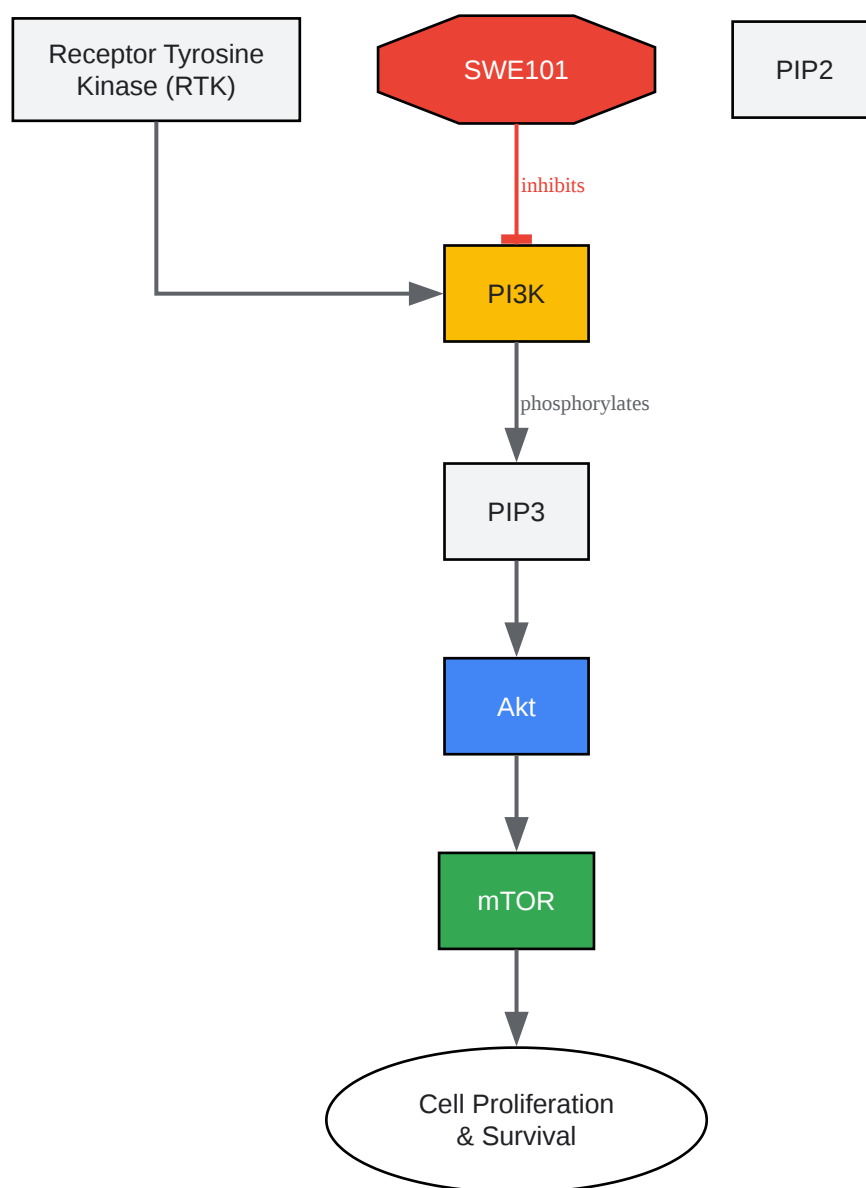 Receptor Tyrosine
Kinase (RTK)
SWE101
PIP2
inhibits
PI3K
phosphorylates
PIP3
Akt
mTOR
Cell Proliferation
& Survival